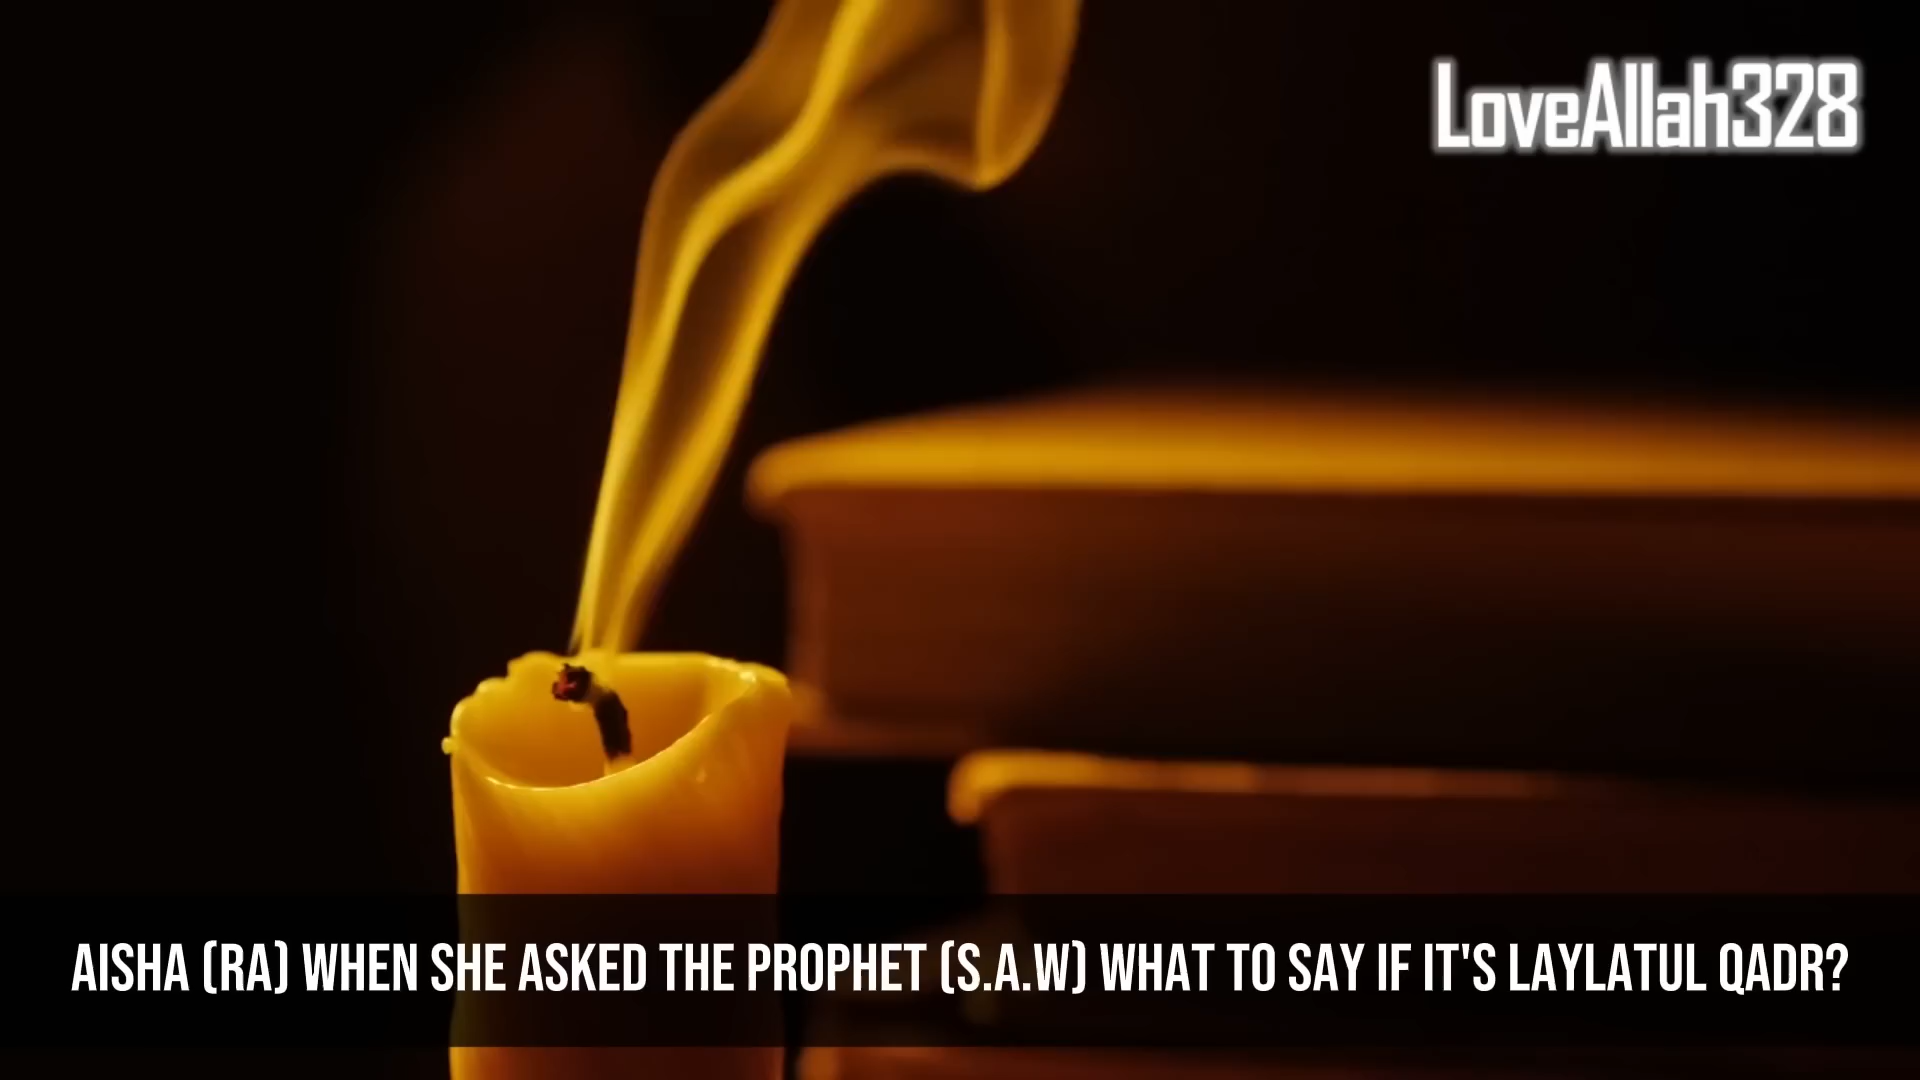 LoveAllah328
AISHA (RA) WHEN SHE ASKED THE PROPHET (S.A.W) WHAT TO SAY IF IT'S LAYLATUL QADR?